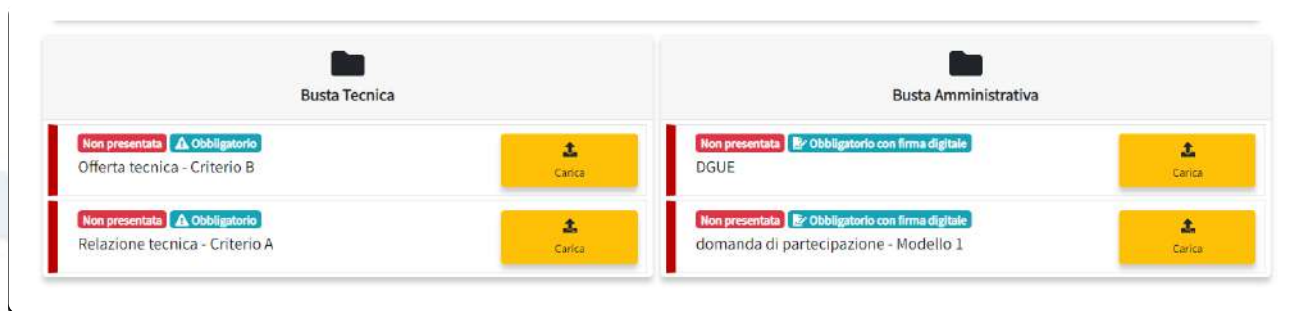 Busta Tecnica
Non presentata Obbligatorio
Offerta tecnica - Criterio B
Carica
Non presentata Obbligatorio
Relazione tecnica - Criterio A
Carica
Busta Amministrativa
Non presentata Obbligatorio con firma digitale
DGUE
Carica
Non presentata Obbligatorio con firma digitale
domanda di partecipazione - Modello 1
Carica